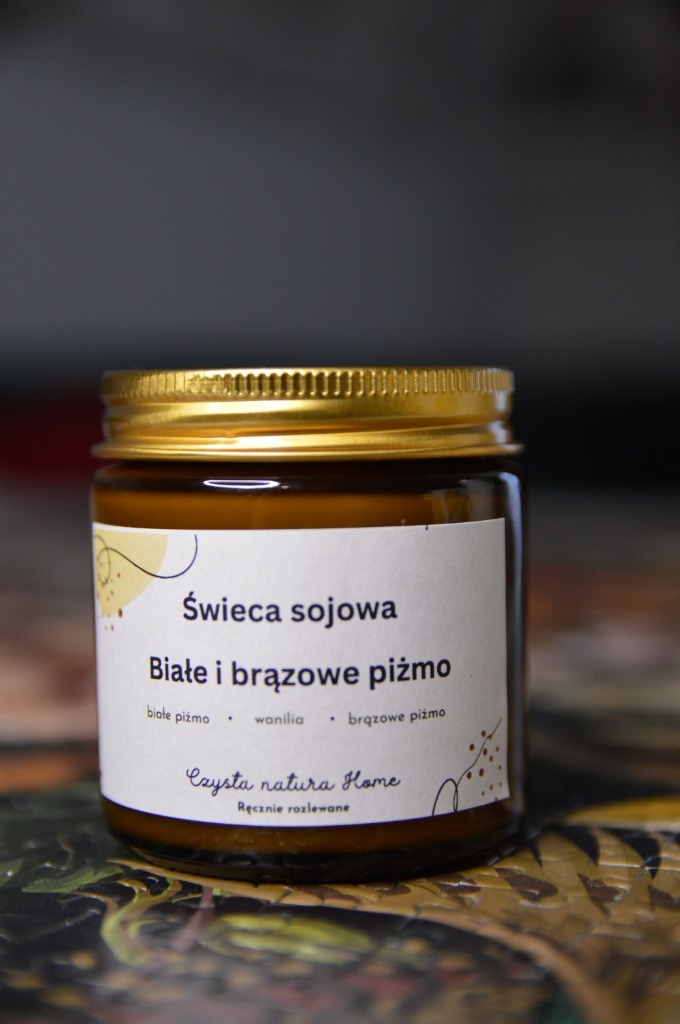 Świeca sojowa
Białe i brązowe piżmo
białe piżmo • wanilia • brązowe piżmo
Czysta natura Home
Ręcznie rozlewane